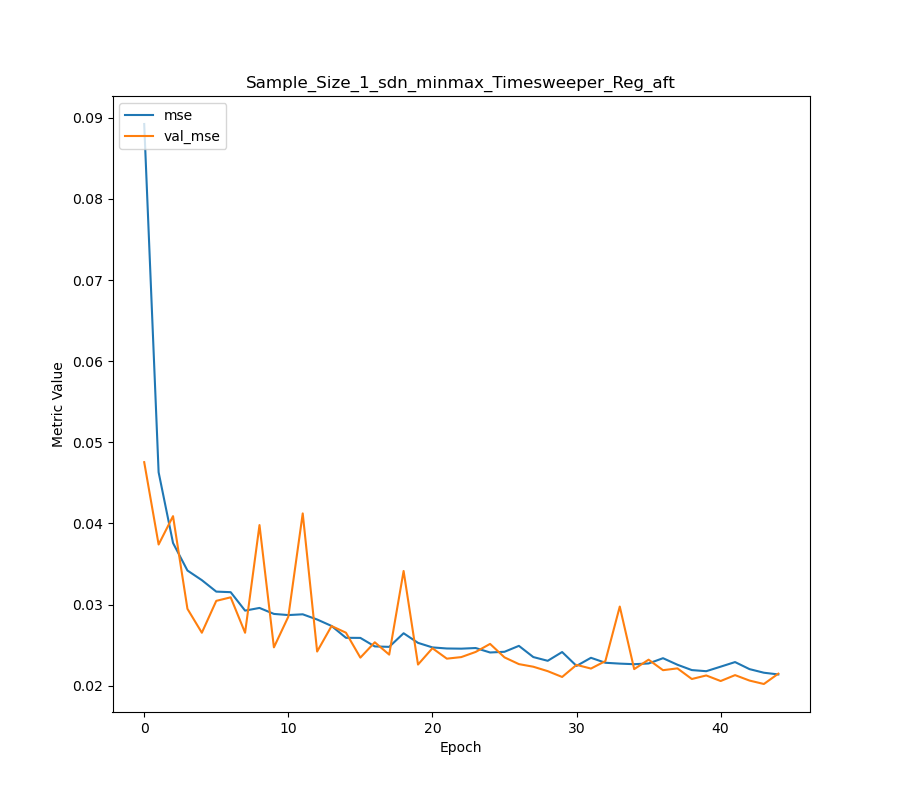 Sample_Size_1_sdn_minmax_Timesweeper_Reg_aft
mse
val_mse
0.09
0.08
0.07
0.06
0.05
0.04
0.03
0.02
Metric Value
0
10
20
30
40
Epoch